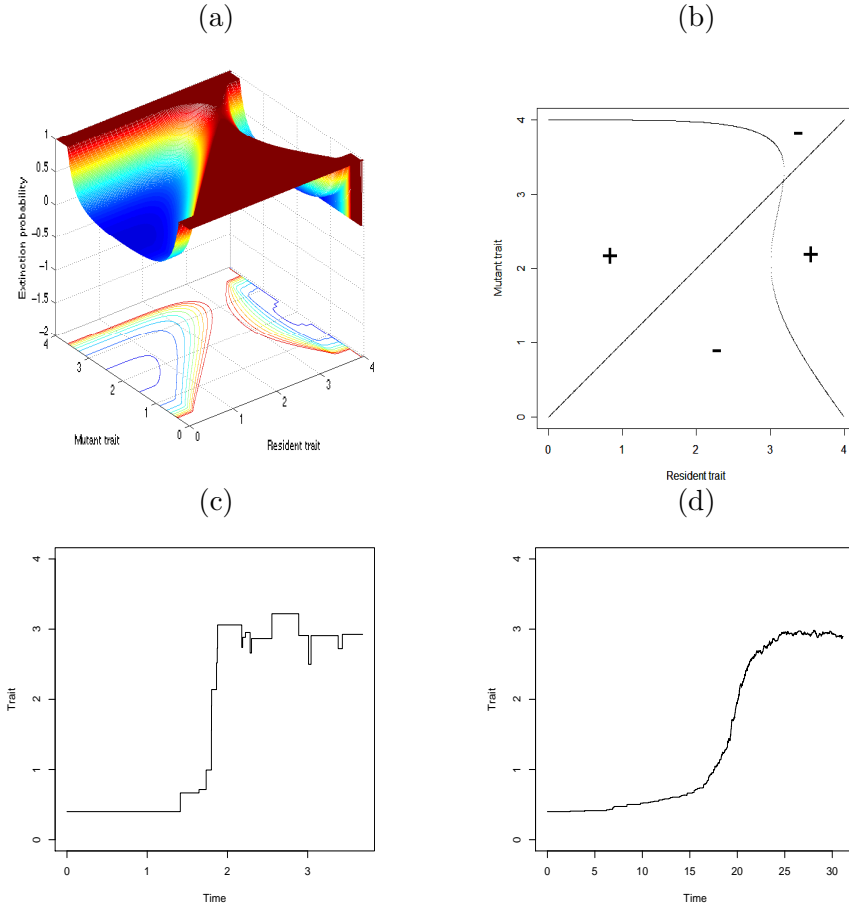 (a)
(b)
1
0.5
0
−0.5
−1
−1.5
−2
Extinction probability
4
3
2
1
0
Mutant trait
0
1
2
3
4
Resident trait
4
3
2
1
0
Mutant trait
-
+
+
-
0 1 2 3 4
Resident trait
(c)
(d)
4
3
2
1
0
Trait
0 1 2 3
Time
4
3
2
1
0
Trait
0 5 10 15 20 25 30
Time